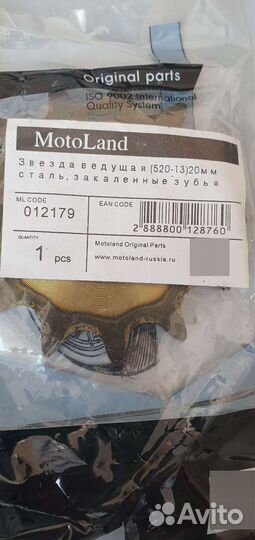 Original parts
ISO 9002 International
Quality System
MotoLand
Звезда ведущая (520-13)20мм
сталь, закаленные зубья
ML CODE
012179
EAN CODE
2 888800 128760
QUANTITY
1 pcs
Motoland Original Parts
www.motoland-russia.ru
Avito